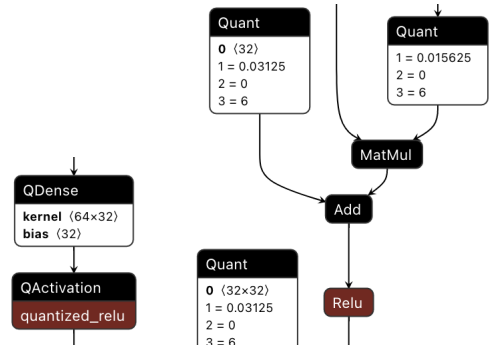 QDense
kernel ⟨64×32⟩
bias ⟨32⟩
QActivation
quantized_relu
Quant
0 ⟨32⟩
1 = 0.03125
2 = 0
3 = 6
Quant
1 = 0.015625
2 = 0
3 = 6
MatMul
Add
Quant
0 ⟨32×32⟩
1 = 0.03125
2 = 0
3 = 6
Relu